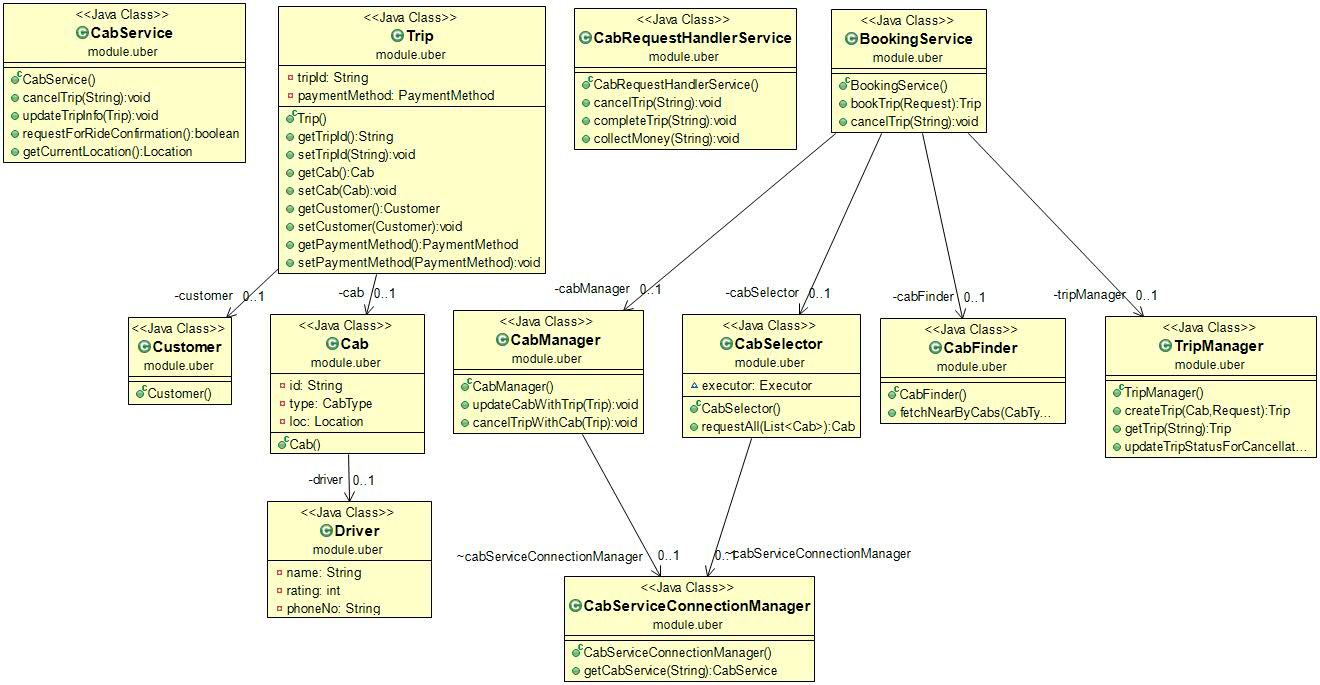 <<Java Class>>
CabService
module.uber
CabService()
cancelTrip(String):void
updateTripInfo(Trip):void
requestForRideConfirmation():boolean
getCurrentLocation():Location
<<Java Class>>
Trip
module.uber
tripId: String
paymentMethod: PaymentMethod
Trip()
getTripId():String
setTripId(String):void
getCab():Cab
setCab(Cab):void
getCustomer():Customer
setCustomer(Customer):void
getPaymentMethod():PaymentMethod
setPaymentMethod(PaymentMethod):void
<<Java Class>>
CabRequestHandlerService
module.uber
CabRequestHandlerService()
cancelTrip(String):void
completeTrip(String):void
collectMoney(String):void
<<Java Class>>
BookingService
module.uber
BookingService()
bookTrip(Request):Trip
cancelTrip(String):void
-customer 0..1
-cab 0..1
-cabManager 0..1
-cabSelector 0..1
-cabFinder 0..1
-tripManager 0..1
<<Java Class>>
Customer
module.uber
Customer()
<<Java Class>>
Cab
module.uber
id: String
type: CabType
loc: Location
Cab()
<<Java Class>>
CabManager
module.uber
CabManager()
updateCabWithTrip(Trip):void
cancelTripWithCab(Trip):void
<<Java Class>>
CabSelector
module.uber
executor: Executor
CabSelector()
requestAll(List<Cab>):Cab
<<Java Class>>
CabFinder
module.uber
CabFinder()
fetchNearByCabs(CabTy...
<<Java Class>>
TripManager
module.uber
TripManager()
createTrip(Cab,Request):Trip
getTrip(String):Trip
updateTripStatusForCancellat...
-driver 0..1
<<Java Class>>
Driver
module.uber
name: String
rating: int
phoneNo: String
~cabServiceConnectionManager 0..1
0..1 ~cabServiceConnectionManager
<<Java Class>>
CabServiceConnectionManager
module.uber
CabServiceConnectionManager()
getCabService(String):CabService